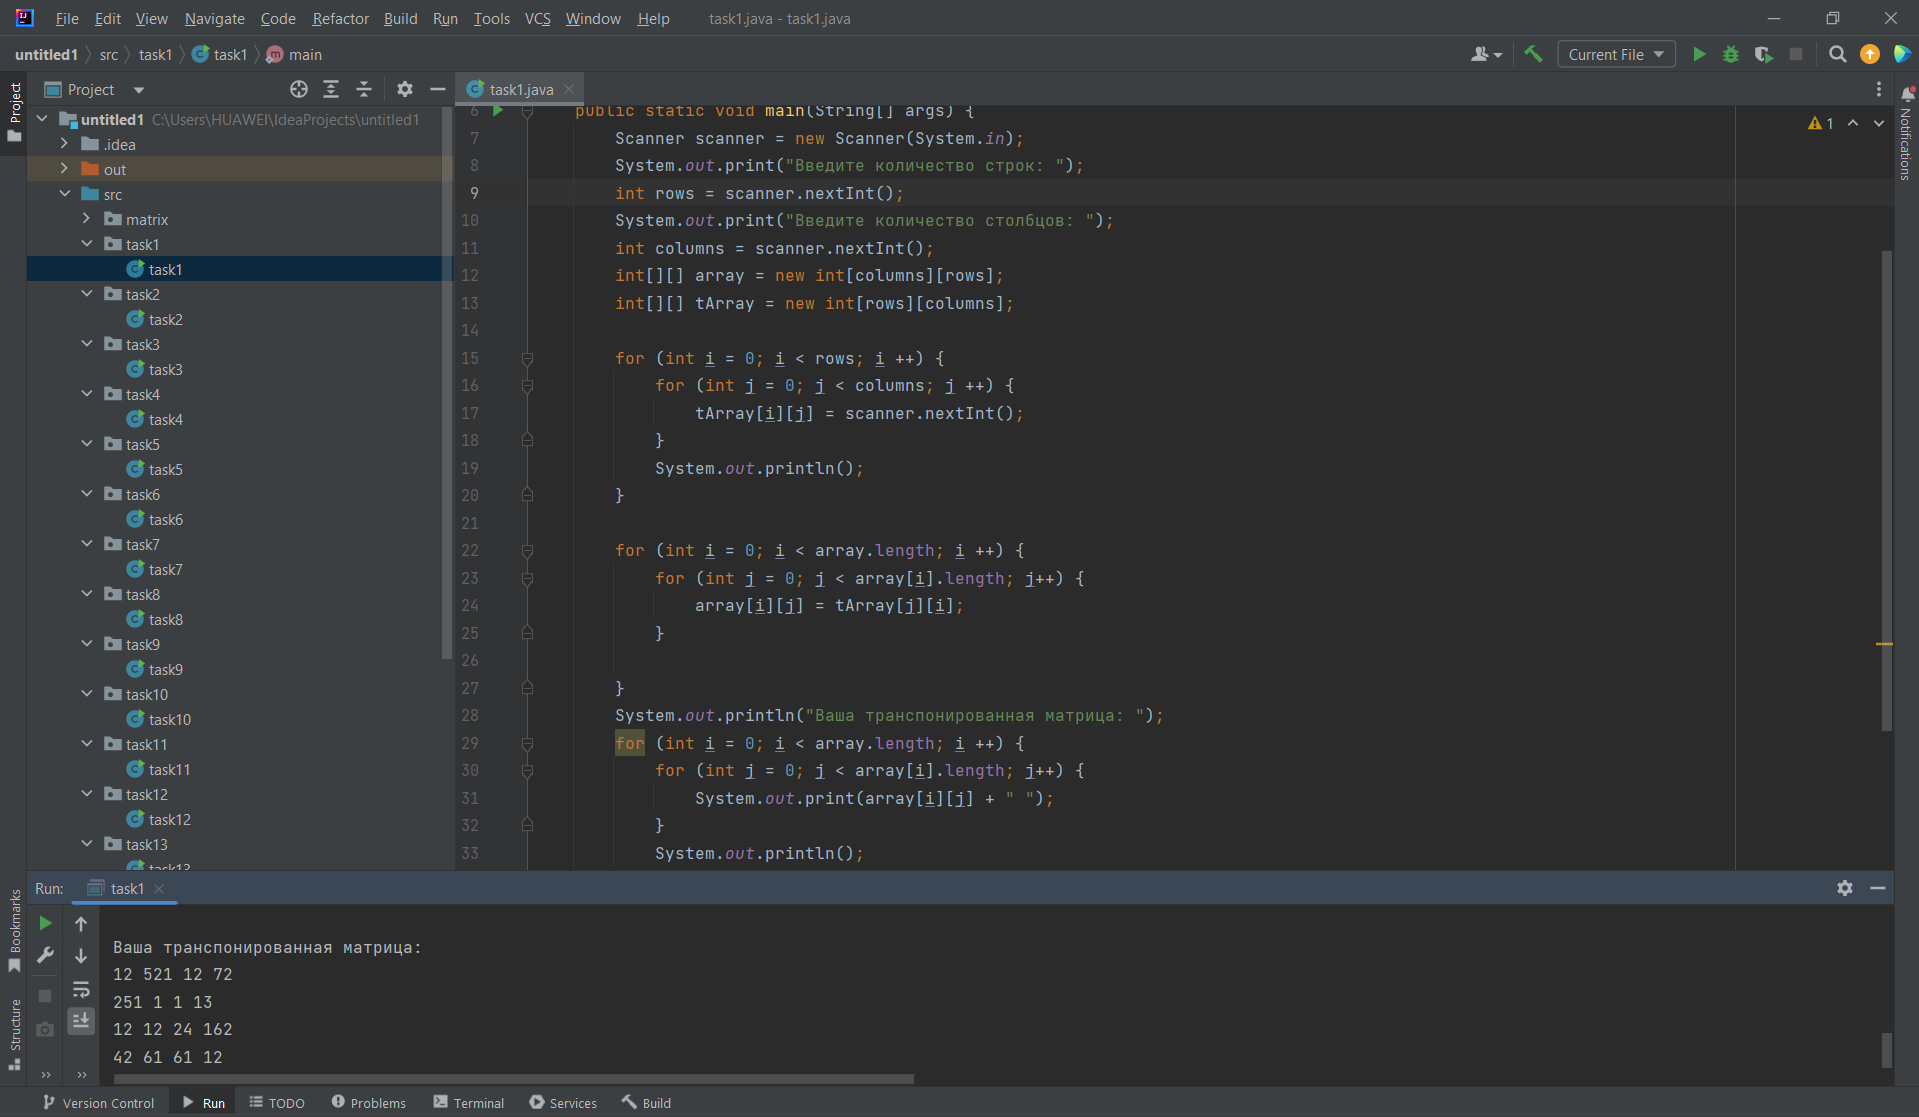 File Edit View Navigate Code Refactor Build Run Tools VCS Window Help task1.java - task1.java
untitled1 src task1 task1 main
Current File
Project
untitled1 C:\Users\HUAWEI\IdeaProjects\untitled1
.idea
out
src
matrix
task1
task1
task2
task2
task3
task3
task4
task4
task5
task5
task6
task6
task7
task7
task8
task8
task9
task9
task10
task10
task11
task11
task12
task12
task13
task13
Project
Bookmarks
Structure
task1.java
6 public static void main(String[] args) {
7 Scanner scanner = new Scanner(System.in);
8 System.out.print("Введите количество строк: ");
9 int rows = scanner.nextInt();
10 System.out.print("Введите количество столбцов: ");
11 int columns = scanner.nextInt();
12 int[][] array = new int[columns][rows];
13 int[][] tArray = new int[rows][columns];
14
15 for (int i = 0; i < rows; i ++) {
16 for (int j = 0; j < columns; j ++) {
17 tArray[i][j] = scanner.nextInt();
18 }
19 System.out.println();
20 }
21
22 for (int i = 0; i < array.length; i ++) {
23 for (int j = 0; j < array[i].length; j++) {
24 array[i][j] = tArray[j][i];
25 }
26
27 }
28 System.out.println("Ваша транспонированная матрица: ");
29 for (int i = 0; i < array.length; i ++) {
30 for (int j = 0; j < array[i].length; j++) {
31 System.out.print(array[i][j] + " ");
32 }
33 System.out.println();
1
Notifications
Run: task1
Ваша транспонированная матрица:
12 521 12 72
251 1 1 13
12 12 24 162
42 61 61 12
Version Control Run TODO Problems Terminal Services Build